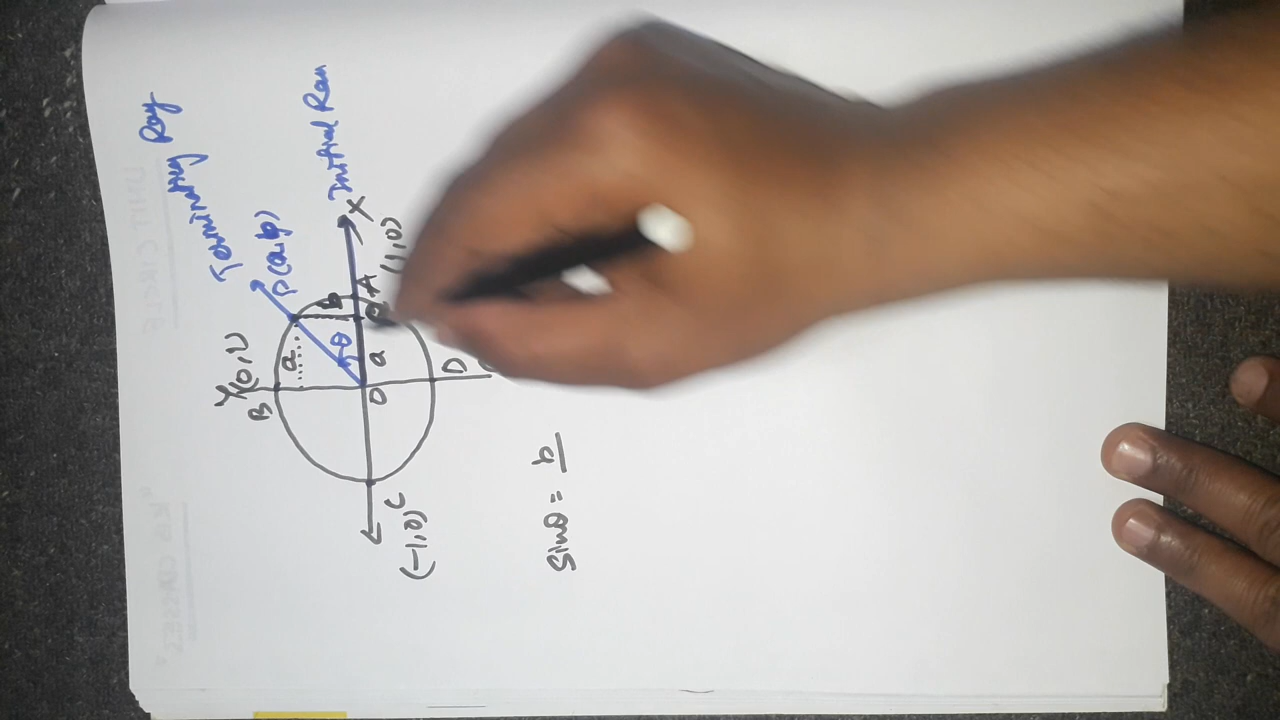 Terminating Ray
Initial Ray
Y(0,1)
B
P(a,b)
a
b
θ
X
A
(1,0)
O
a
D
C
(-1,0)
sinθ = b